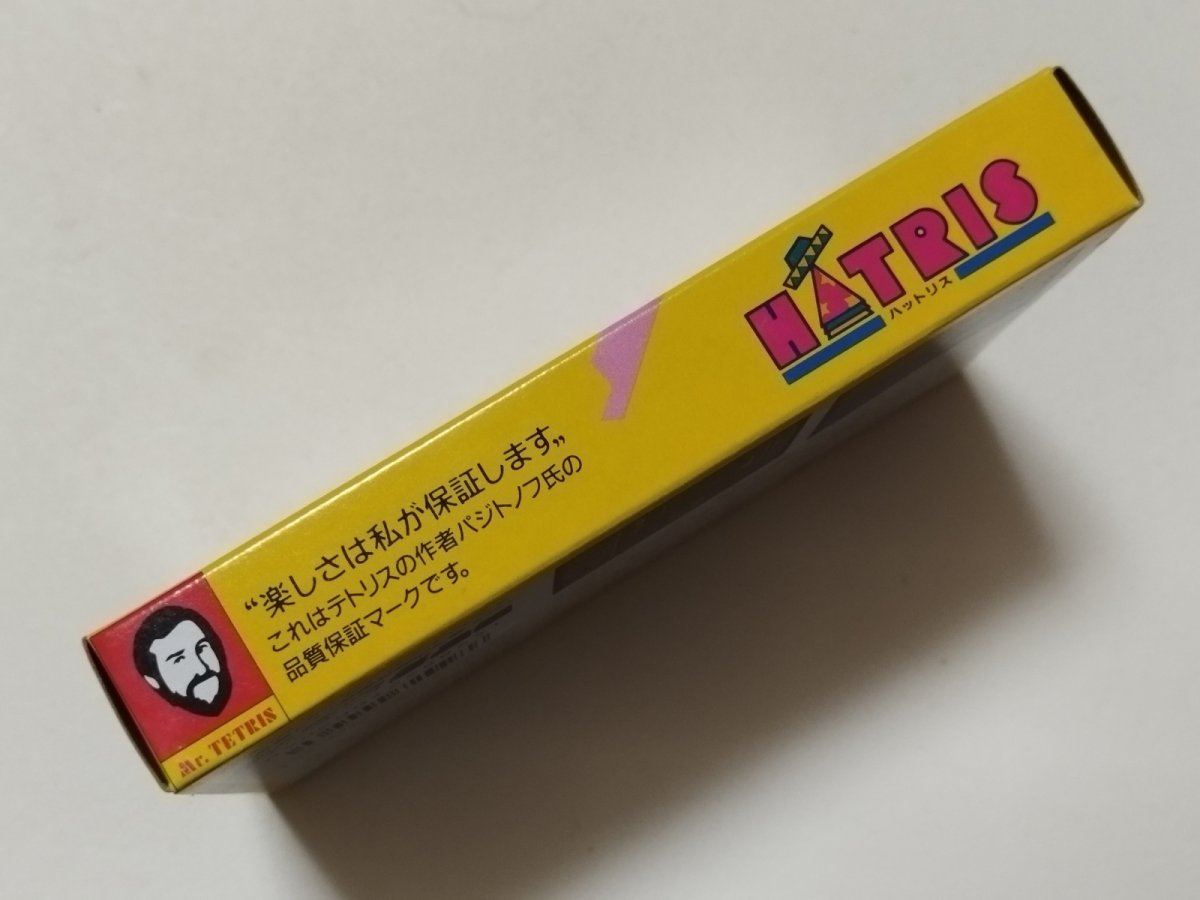 HATRIS
ハットリス
“楽しさは私が保証します„
これはテトリスの作者パジトノフ氏の
品質保証マークです。
Mr. TETRIS